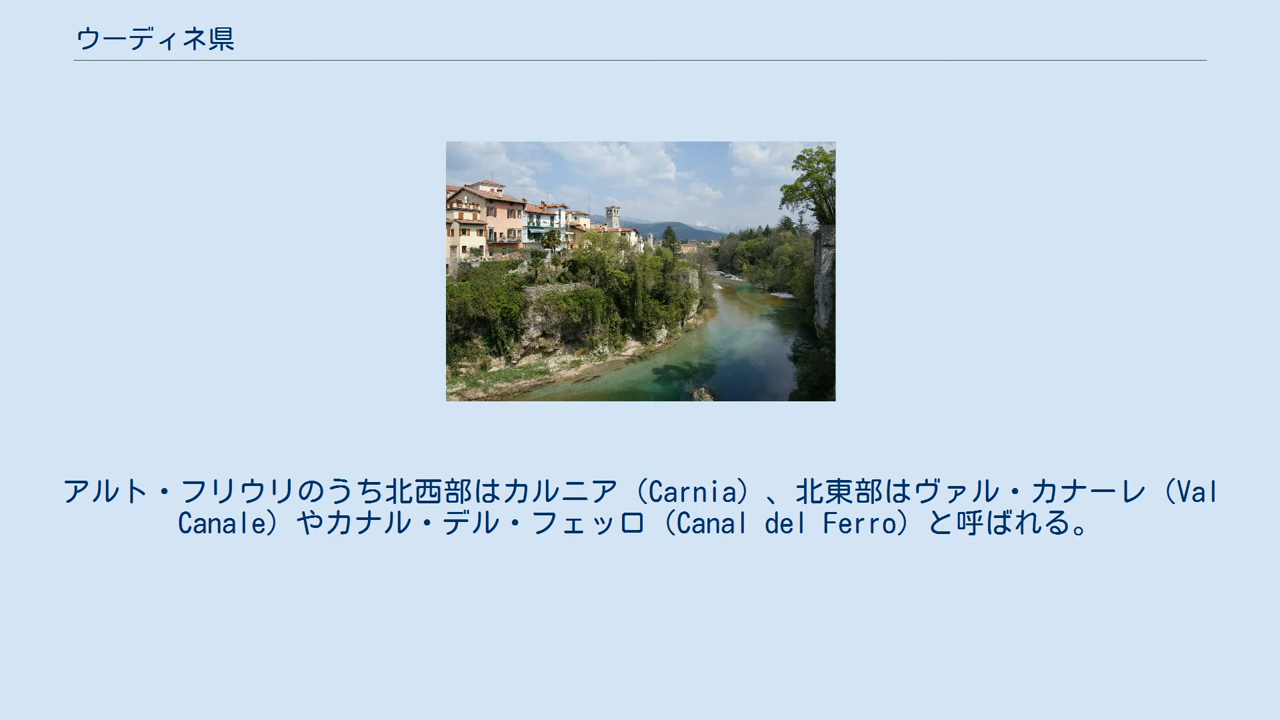 ウーディネ県
アルト・フリウリのうち北西部はカルニア（Carnia）、北東部はヴァル・カナーレ（Val
Canale）やカナル・デル・フェッロ（Canal del Ferro）と呼ばれる。